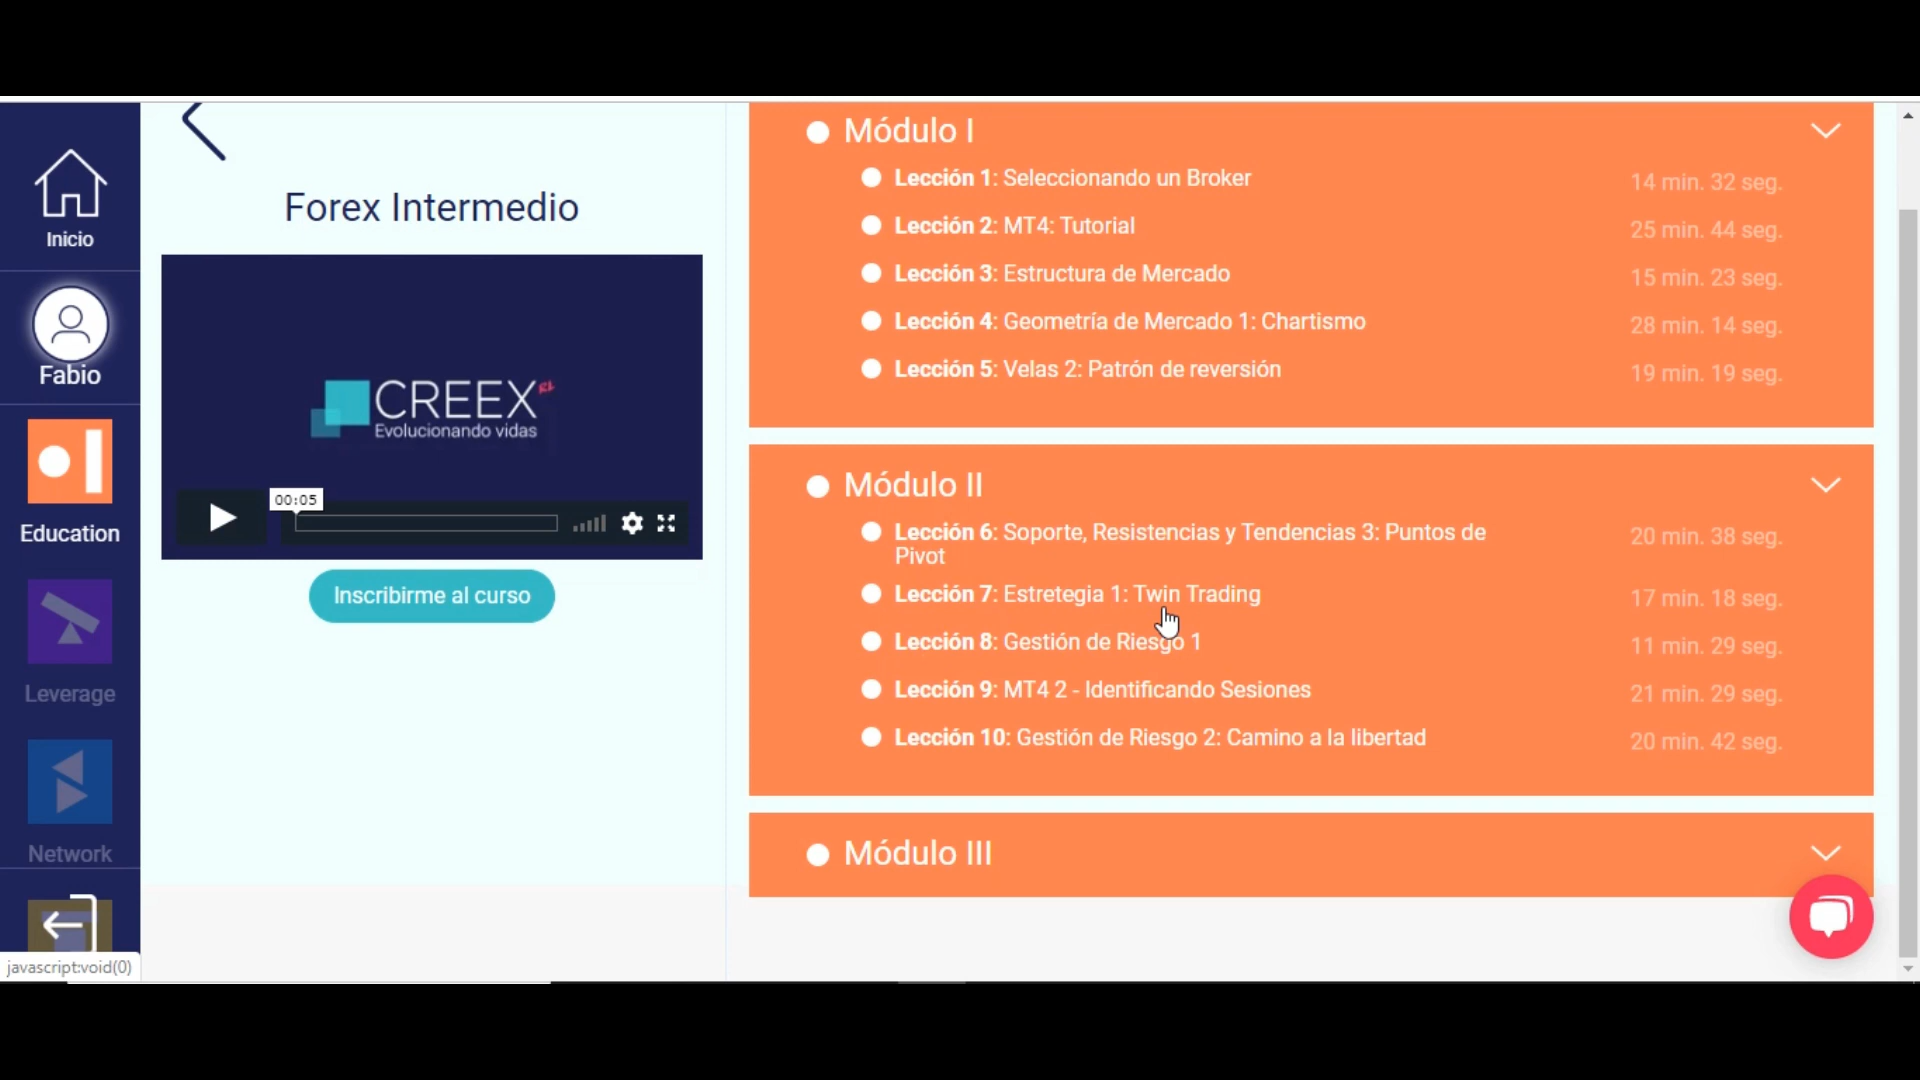 Inicio
Fabio
Education
Leverage
Network
javascript:void(0)
Forex Intermedio
CREEX RL
Evolucionando vidas
00:05
Inscribirme al curso
Módulo I
Lección 1: Seleccionando un Broker 14 min. 32 seg.
Lección 2: MT4: Tutorial 25 min. 44 seg.
Lección 3: Estructura de Mercado 15 min. 23 seg.
Lección 4: Geometría de Mercado 1: Chartismo 28 min. 14 seg.
Lección 5: Velas 2: Patrón de reversión 19 min. 19 seg.
Módulo II
Lección 6: Soporte, Resistencias y Tendencias 3: Puntos de 20 min. 38 seg.
Pivot
Lección 7: Estretegia 1: Twin Trading 17 min. 18 seg.
Lección 8: Gestión de Riesgo 1 11 min. 29 seg.
Lección 9: MT4 2 - Identificando Sesiones 21 min. 29 seg.
Lección 10: Gestión de Riesgo 2: Camino a la libertad 20 min. 42 seg.
Módulo III